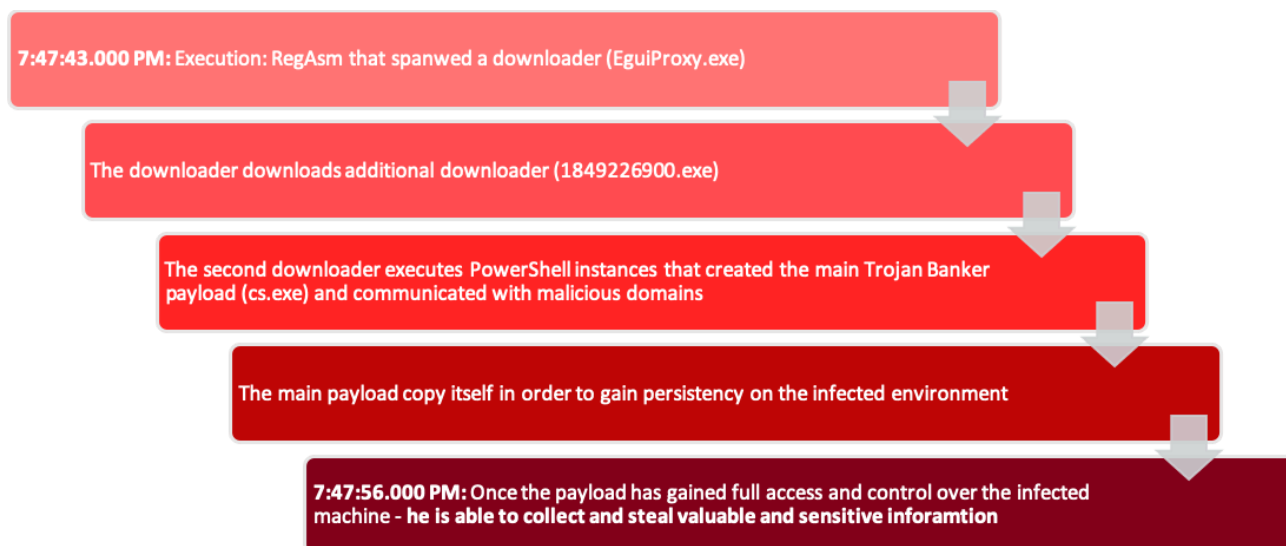 7:47:43.000 PM: Execution: RegAsm that spanwed a downloader (EguiProxy.exe)
The downloader downloads additional downloader (1849226900.exe)
The second downloader executes PowerShell instances that created the main Trojan Banker
payload (cs.exe) and communicated with malicious domains
The main payload copy itself in order to gain persistency on the infected environment
7:47:56.000 PM: Once the payload has gained full access and control over the infected
machine - he is able to collect and steal valuable and sensitive inforamtion